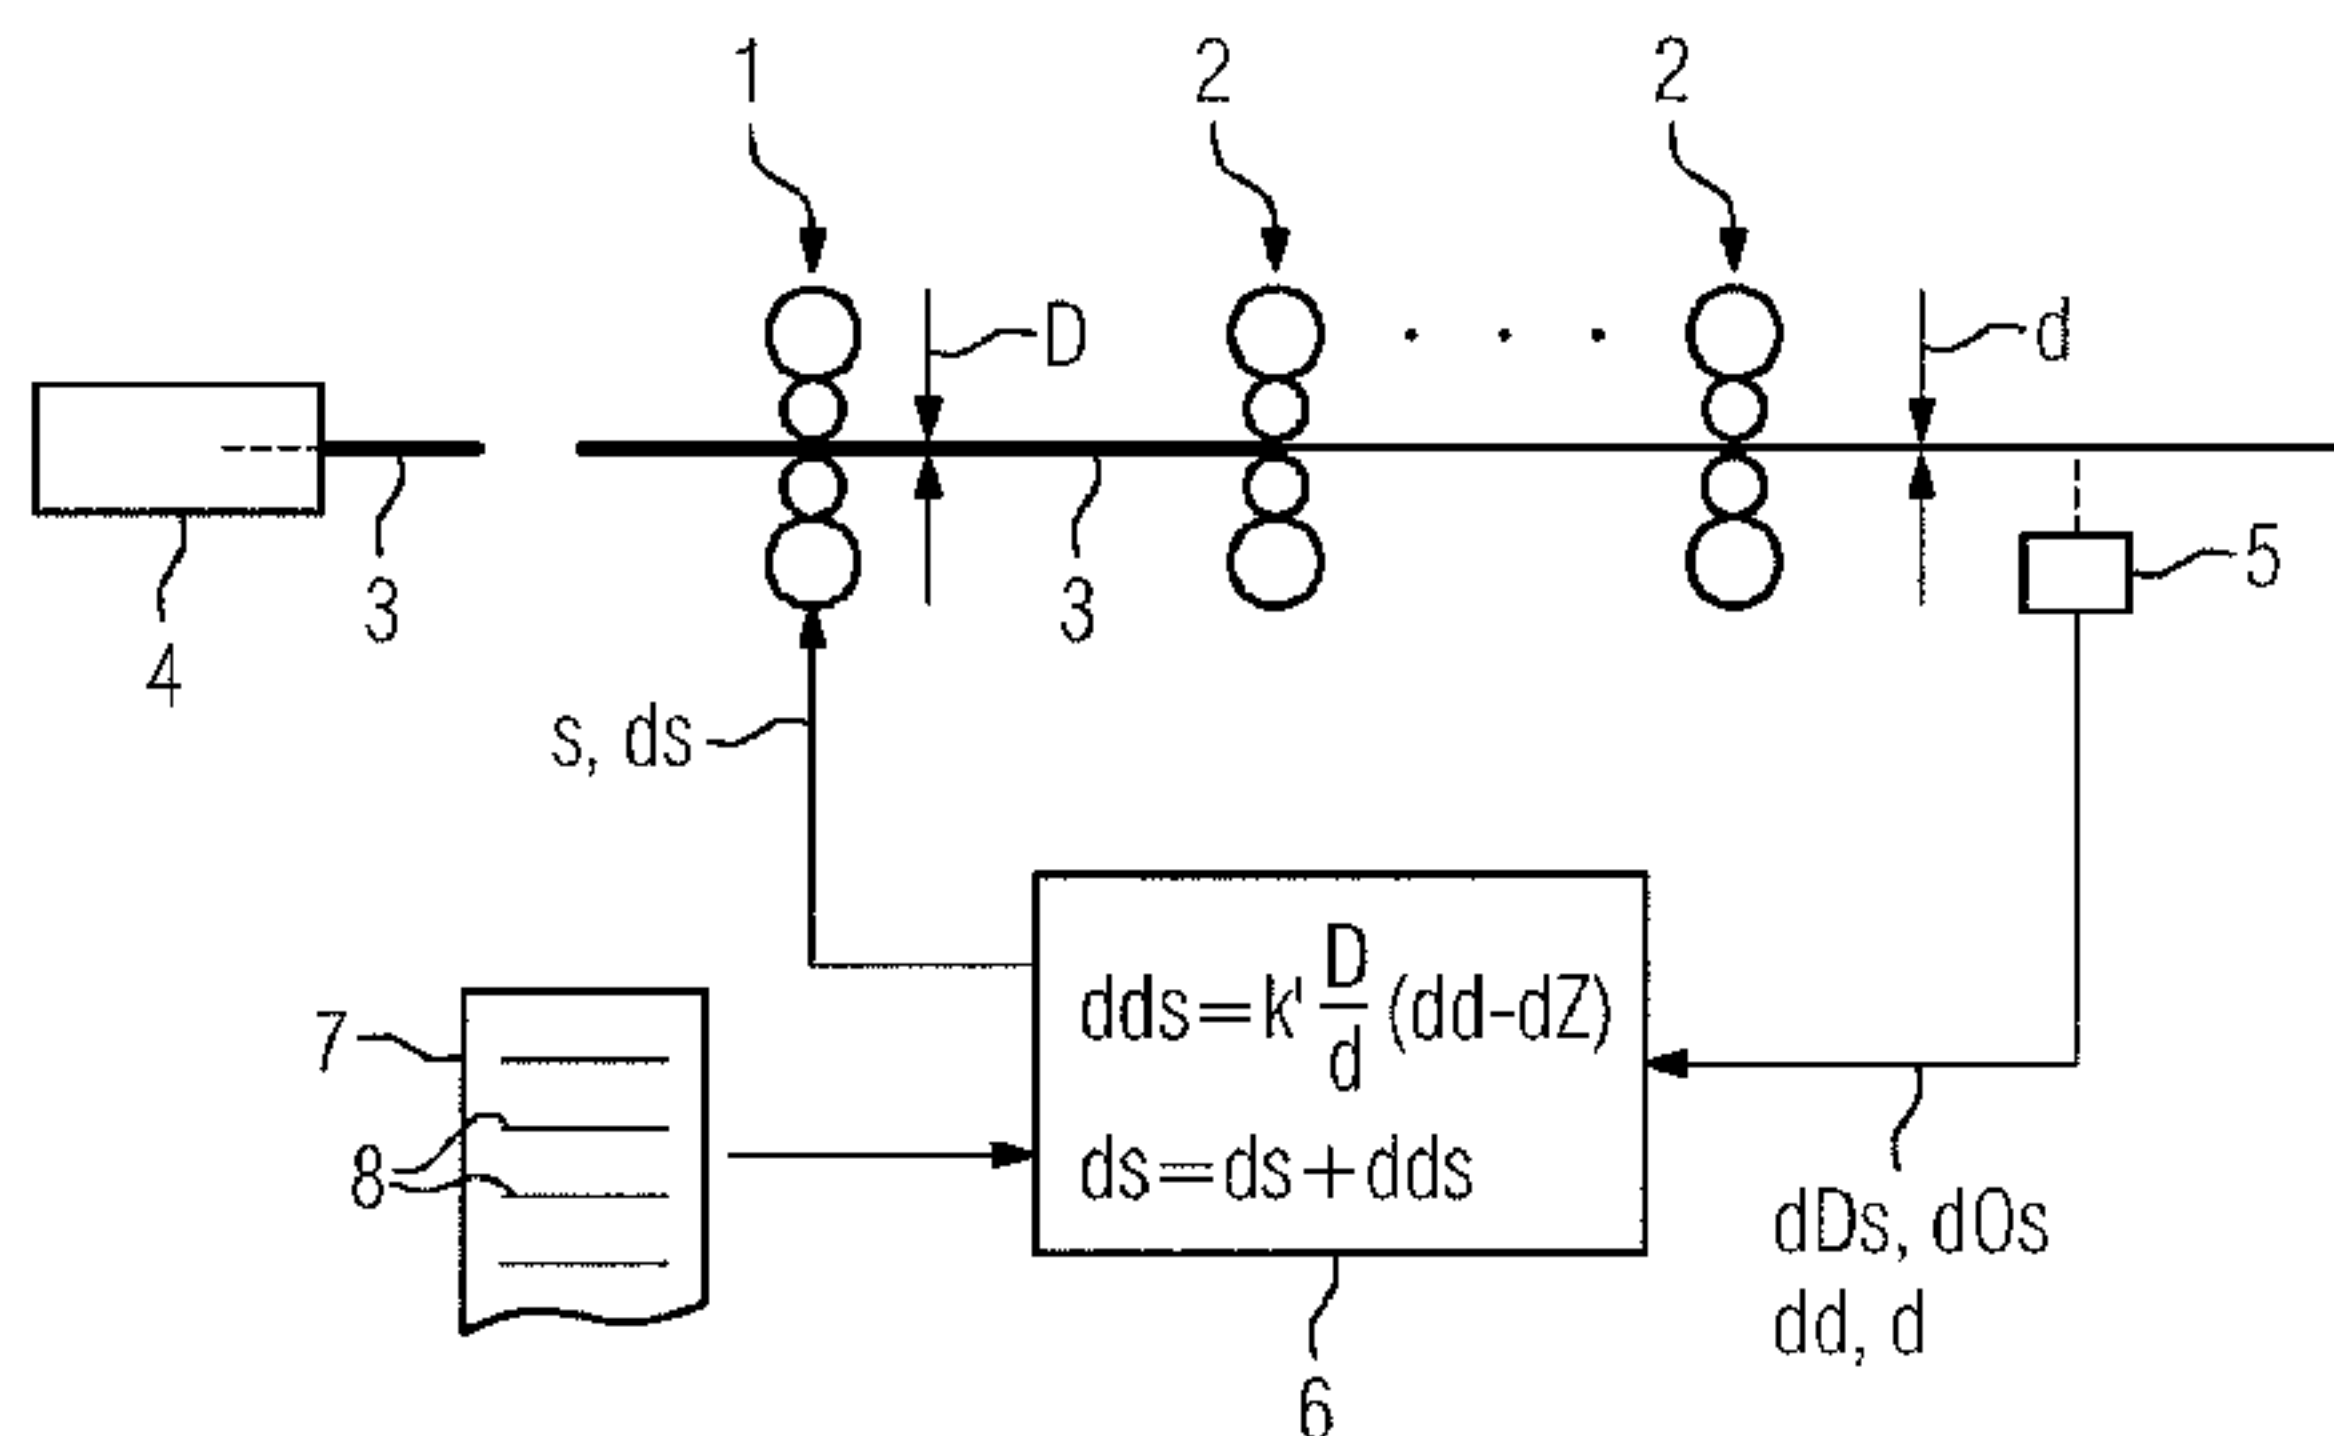 1
2
2
D
d
3
3
4
5
s, ds
dds=k' D/d (dd-dZ)
ds=ds+dds
7
8
dDs, dOs
dd, d
6